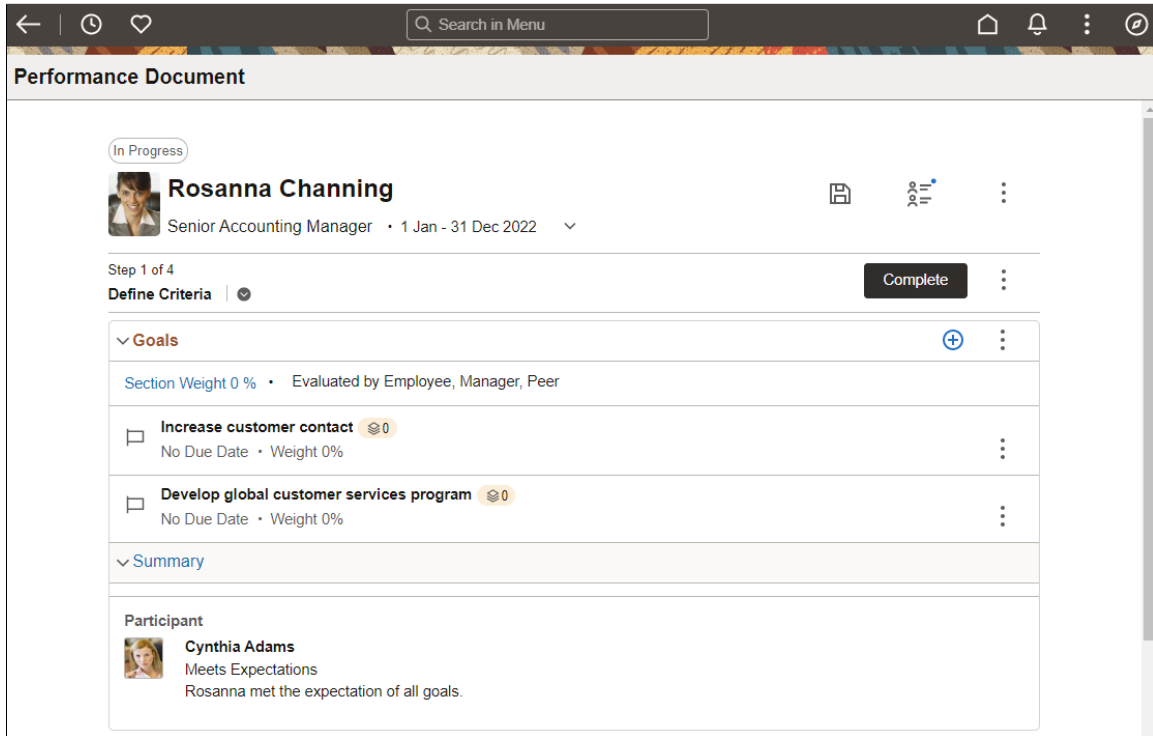 Search in Menu
Performance Document
In Progress
Rosanna Channing
Senior Accounting Manager • 1 Jan - 31 Dec 2022
Step 1 of 4
Define Criteria
Complete
Goals
Section Weight 0 % • Evaluated by Employee, Manager, Peer
Increase customer contact 0
No Due Date • Weight 0%
Develop global customer services program 0
No Due Date • Weight 0%
Summary
Participant
Cynthia Adams
Meets Expectations
Rosanna met the expectation of all goals.